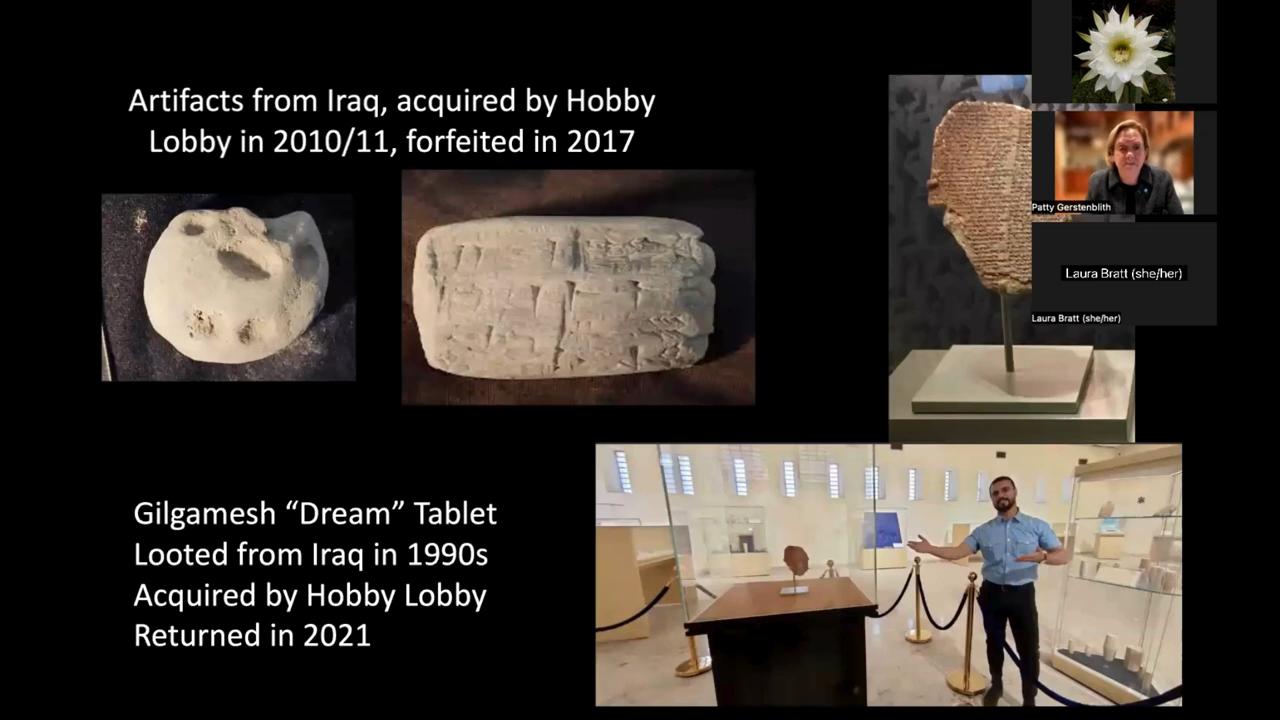 Artifacts from Iraq, acquired by Hobby
Lobby in 2010/11, forfeited in 2017
Patty Gerstenblith
Laura Bratt (she/her)
Laura Bratt (she/her)
Gilgamesh “Dream” Tablet
Looted from Iraq in 1990s
Acquired by Hobby Lobby
Returned in 2021